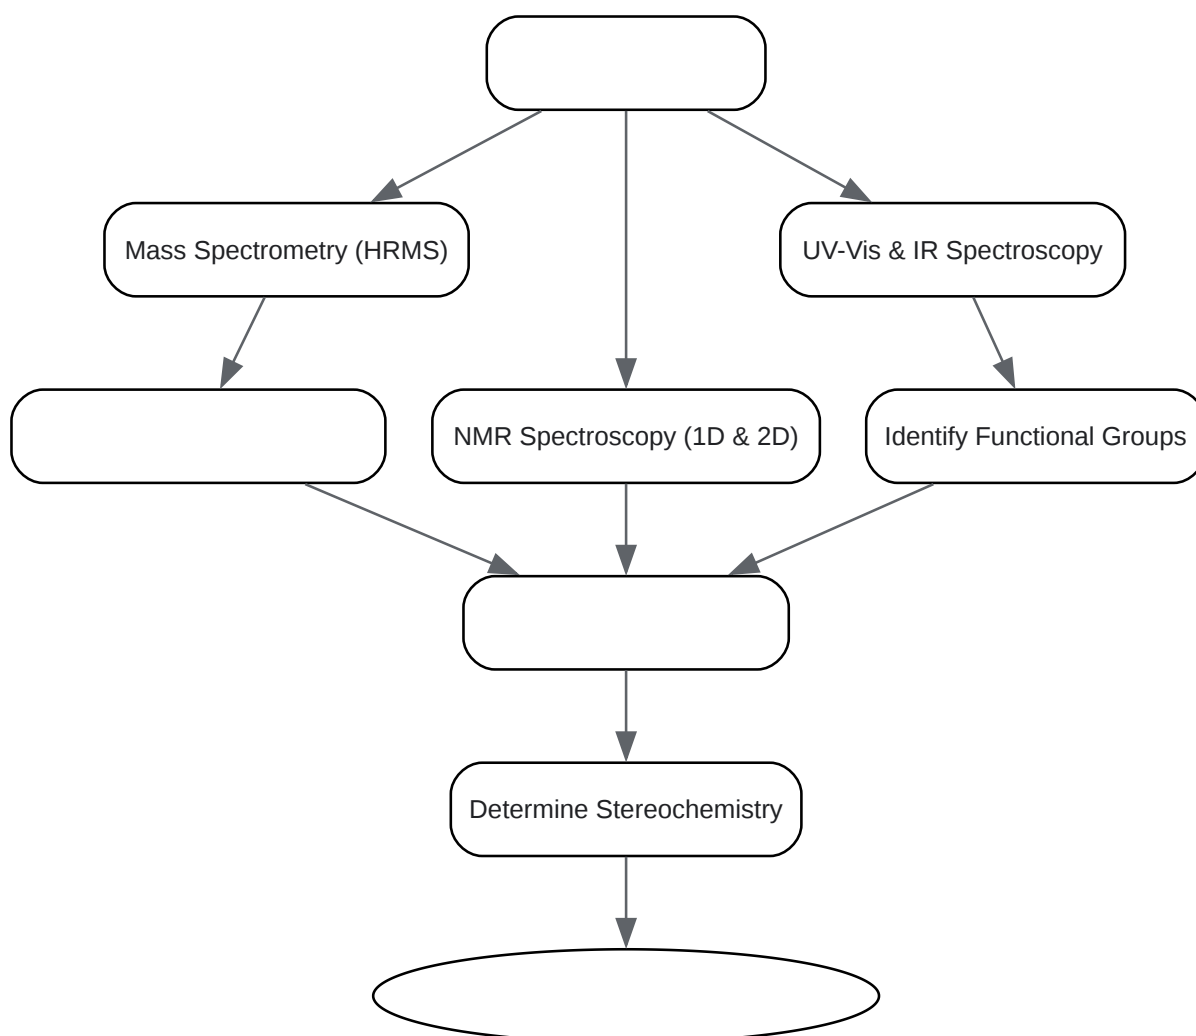 Mass Spectrometry (HRMS)
UV-Vis & IR Spectroscopy
NMR Spectroscopy (1D & 2D)
Identify Functional Groups
Determine Stereochemistry